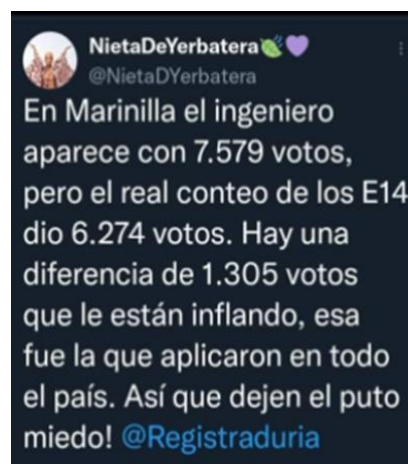 NietaDeYerbatera🍃💜
@NietaDYerbatera
En Marinilla el ingeniero
aparece con 7.579 votos,
pero el real conteo de los E14
dio 6.274 votos. Hay una
diferencia de 1.305 votos
que le están inflando, esa
fue la que aplicaron en todo
el país. Así que dejen el puto
miedo! @Registraduria